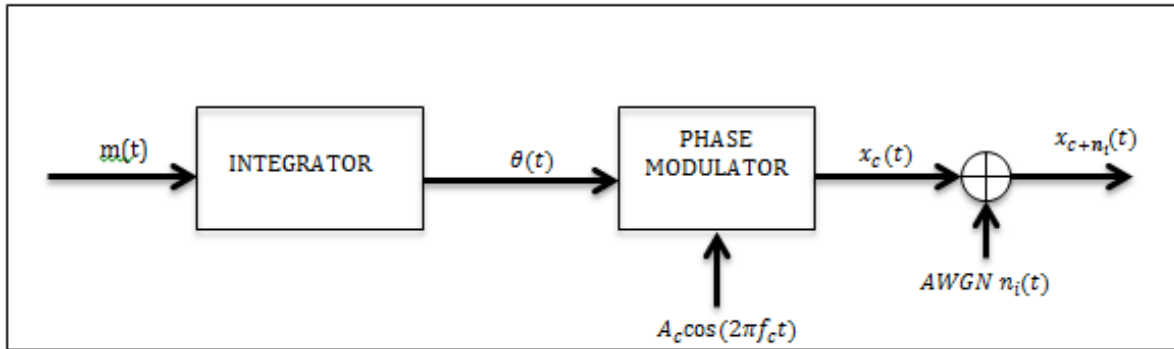 m(t)
INTEGRATOR
θ(t)
PHASE
MODULATOR
x_c(t)
x_{c+n_i}(t)
AWGN n_i(t)
A_c cos(2πf_c t)